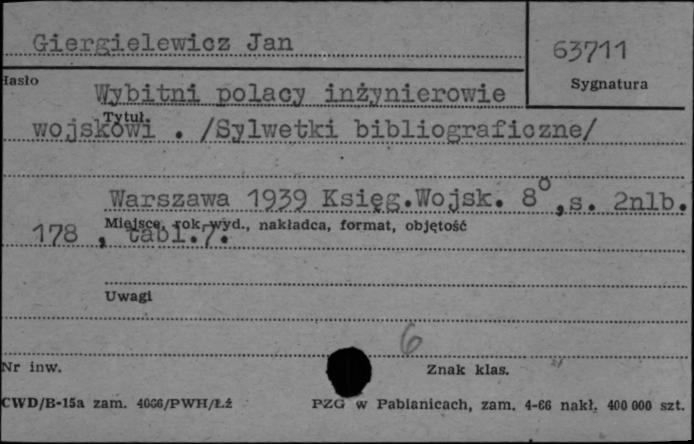 Giergielewicz Jan
63711
Hasło
Sygnatura
Wybitni polacy inżynierowie
Tytuł
wojskowi . /Sylwetki bibliograficzne/
Warszawa 1939 Księg.Wojsk. 8°,s. 2nlb.
Miejsce, rok wyd., nakładca, format, objętość
178 , tabl.7.
Uwagi
6
Nr inw.
Znak klas.
CWD/B-15a zam. 4066/PWH/Łź
PZG w Pabianicach, zam. 4-66 nakł. 400 000 szt.